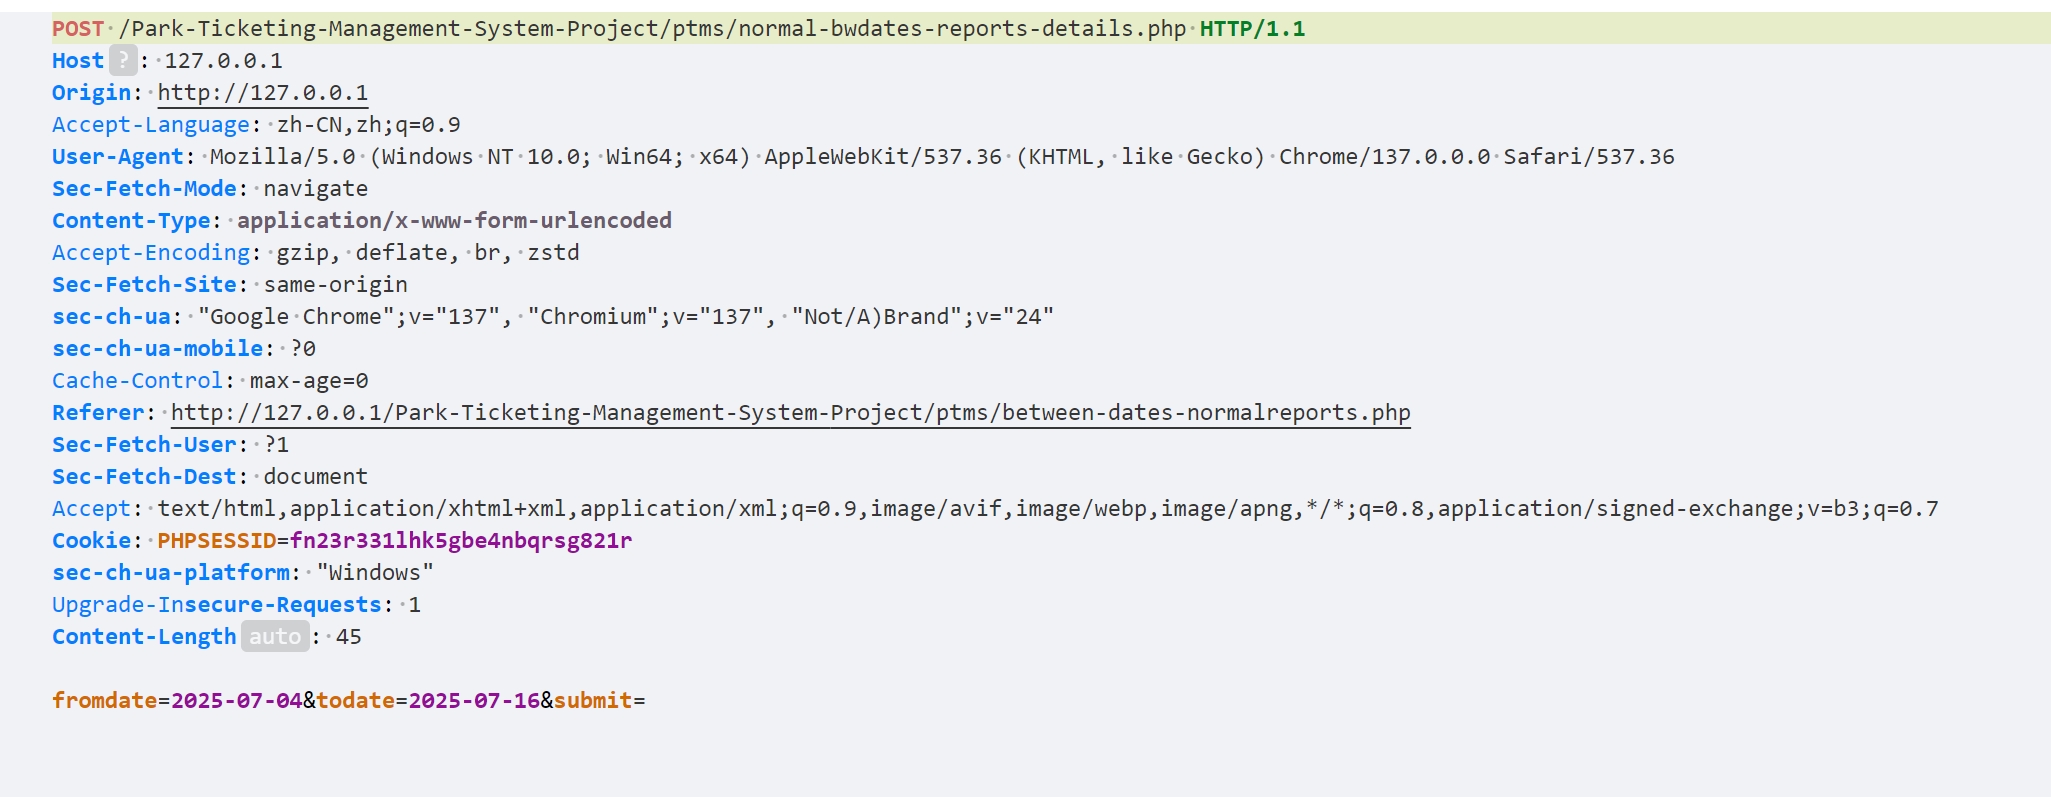 POST /Park-Ticketing-Management-System-Project/ptms/normal-bwdates-reports-details.php HTTP/1.1
Host ? : 127.0.0.1
Origin: http://127.0.0.1
Accept-Language: zh-CN,zh;q=0.9
User-Agent: Mozilla/5.0 (Windows NT 10.0; Win64; x64) AppleWebKit/537.36 (KHTML, like Gecko) Chrome/137.0.0.0 Safari/537.36
Sec-Fetch-Mode: navigate
Content-Type: application/x-www-form-urlencoded
Accept-Encoding: gzip, deflate, br, zstd
Sec-Fetch-Site: same-origin
sec-ch-ua: "Google Chrome";v="137", "Chromium";v="137", "Not/A)Brand";v="24"
sec-ch-ua-mobile: ?0
Cache-Control: max-age=0
Referer: http://127.0.0.1/Park-Ticketing-Management-System-Project/ptms/between-dates-normalreports.php
Sec-Fetch-User: ?1
Sec-Fetch-Dest: document
Accept: text/html,application/xhtml+xml,application/xml;q=0.9,image/avif,image/webp,image/apng,*/*;q=0.8,application/signed-exchange;v=b3;q=0.7
Cookie: PHPSESSID=fn23r331lhk5gbe4nbqrsg821r
sec-ch-ua-platform: "Windows"
Upgrade-Insecure-Requests: 1
Content-Length auto : 45
fromdate=2025-07-04&todate=2025-07-16&submit=